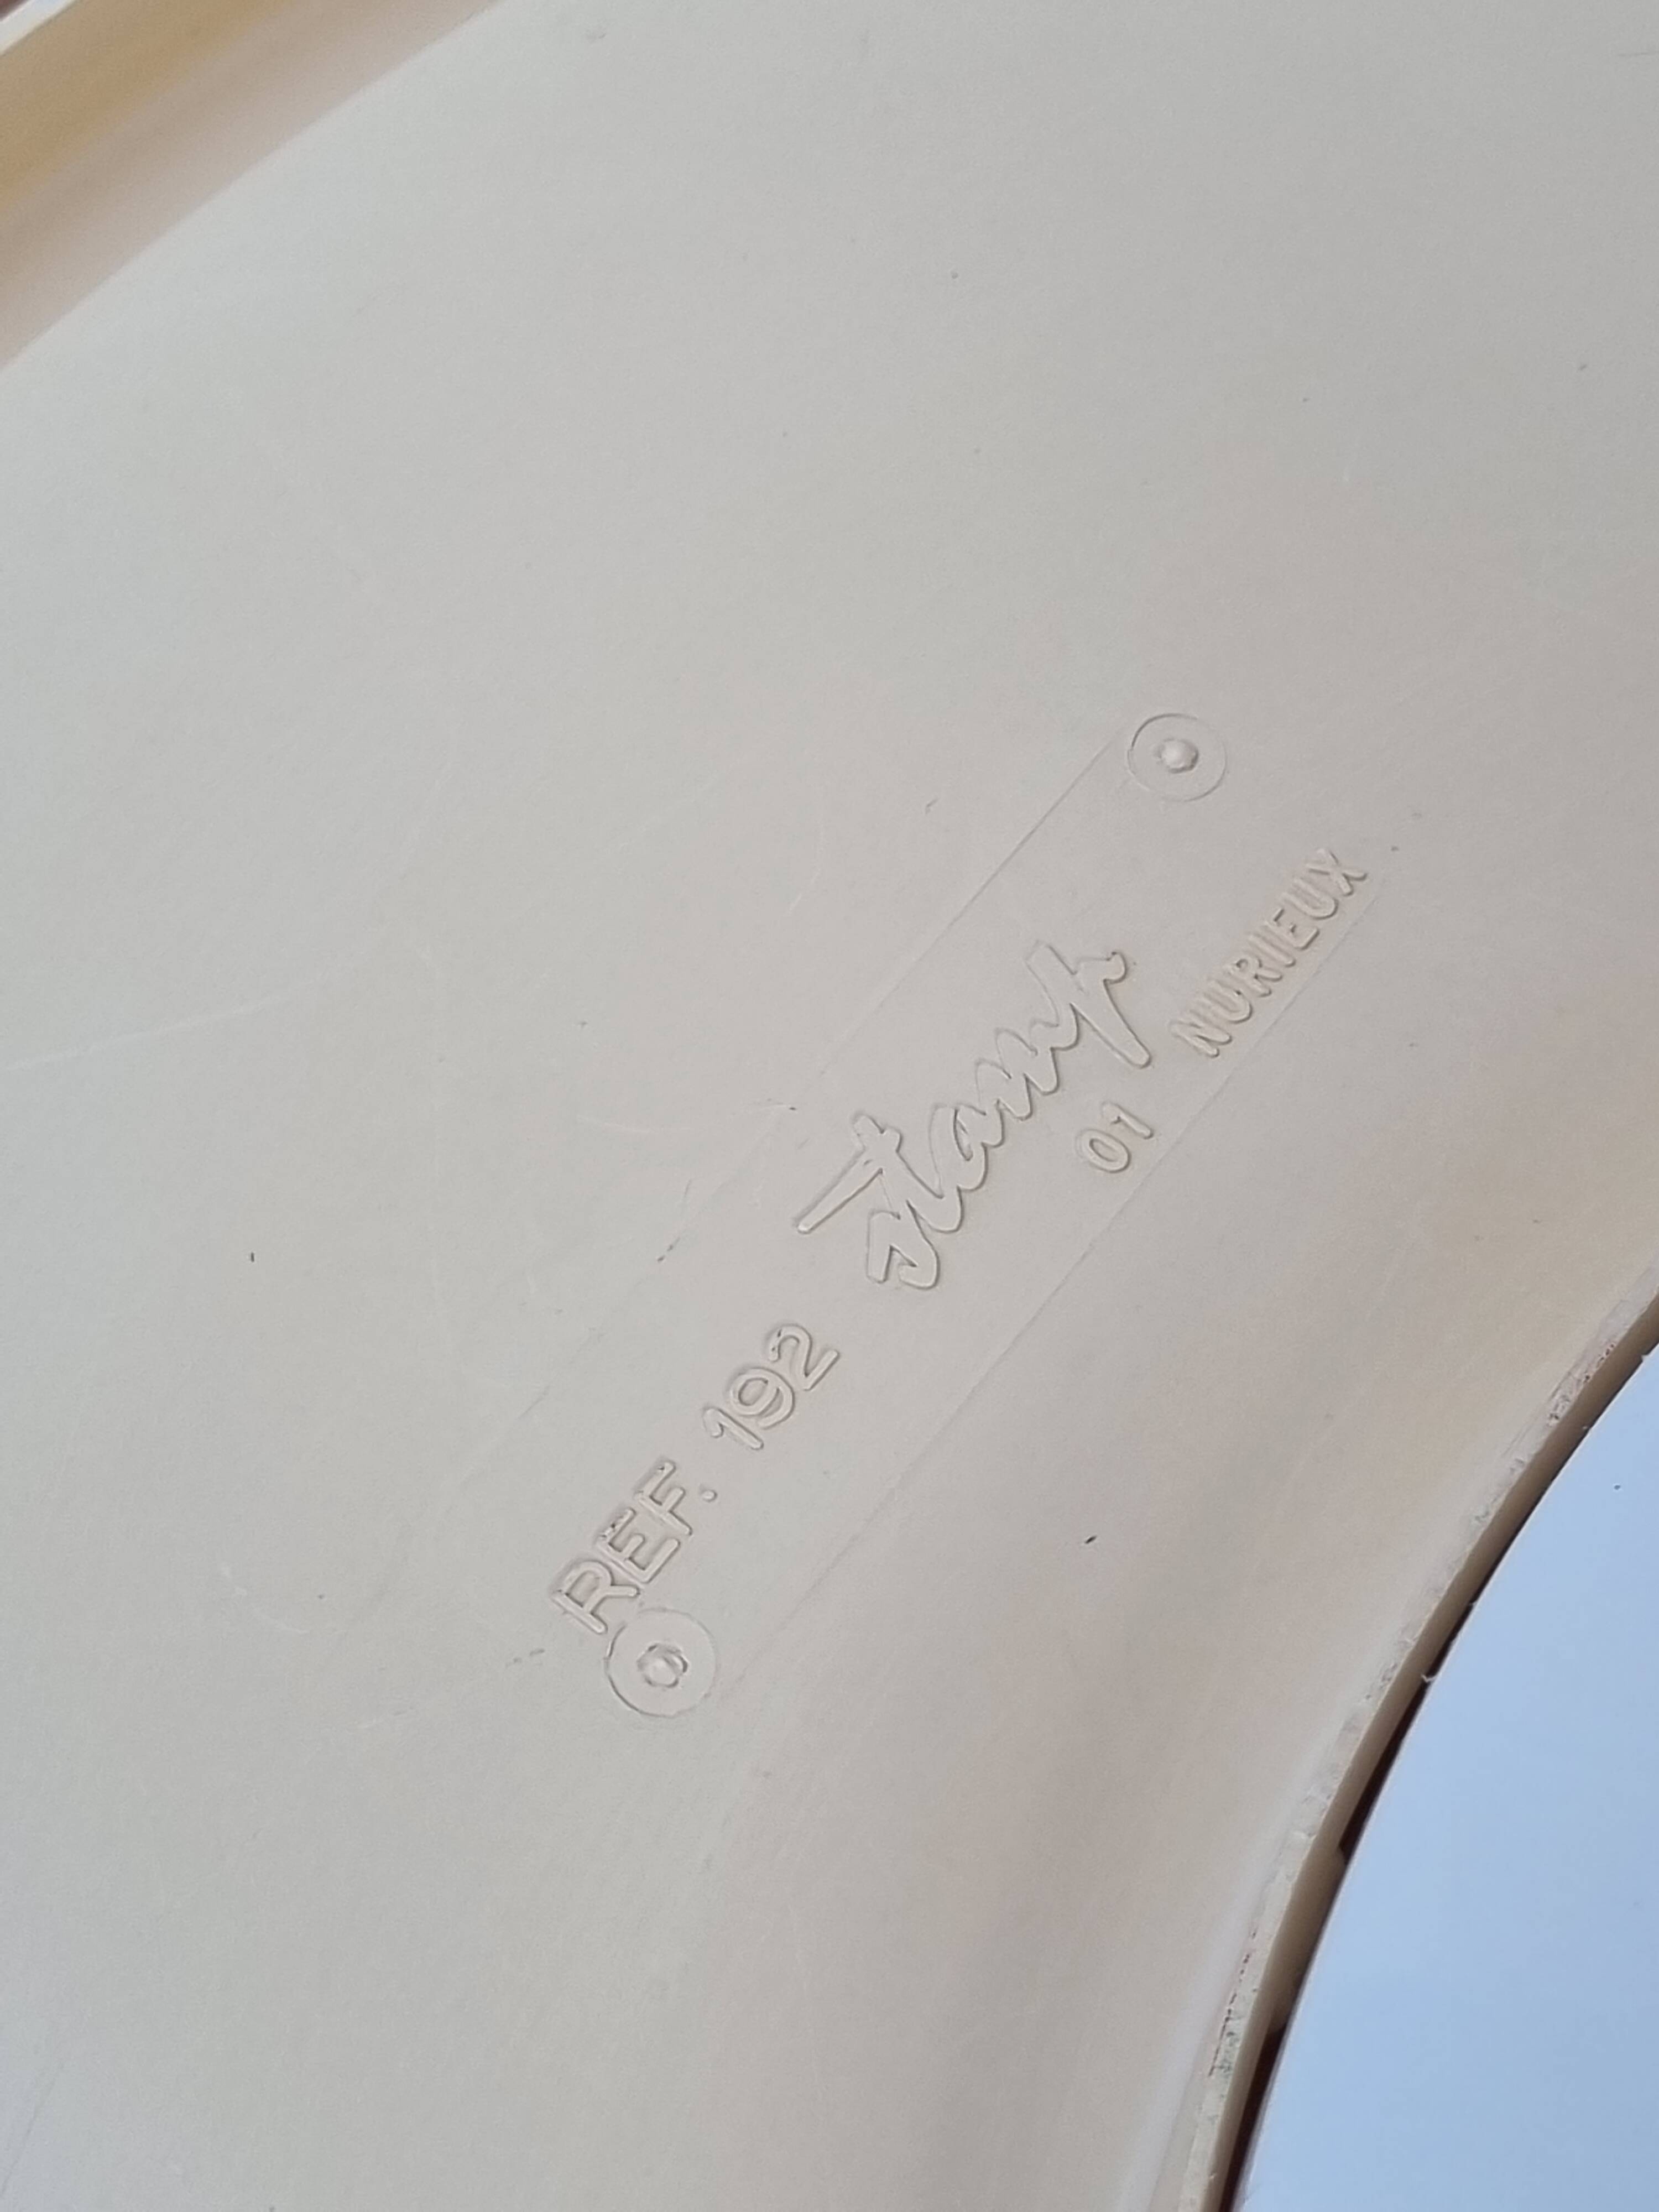 REF. 192 stamp
01 NURIEUX